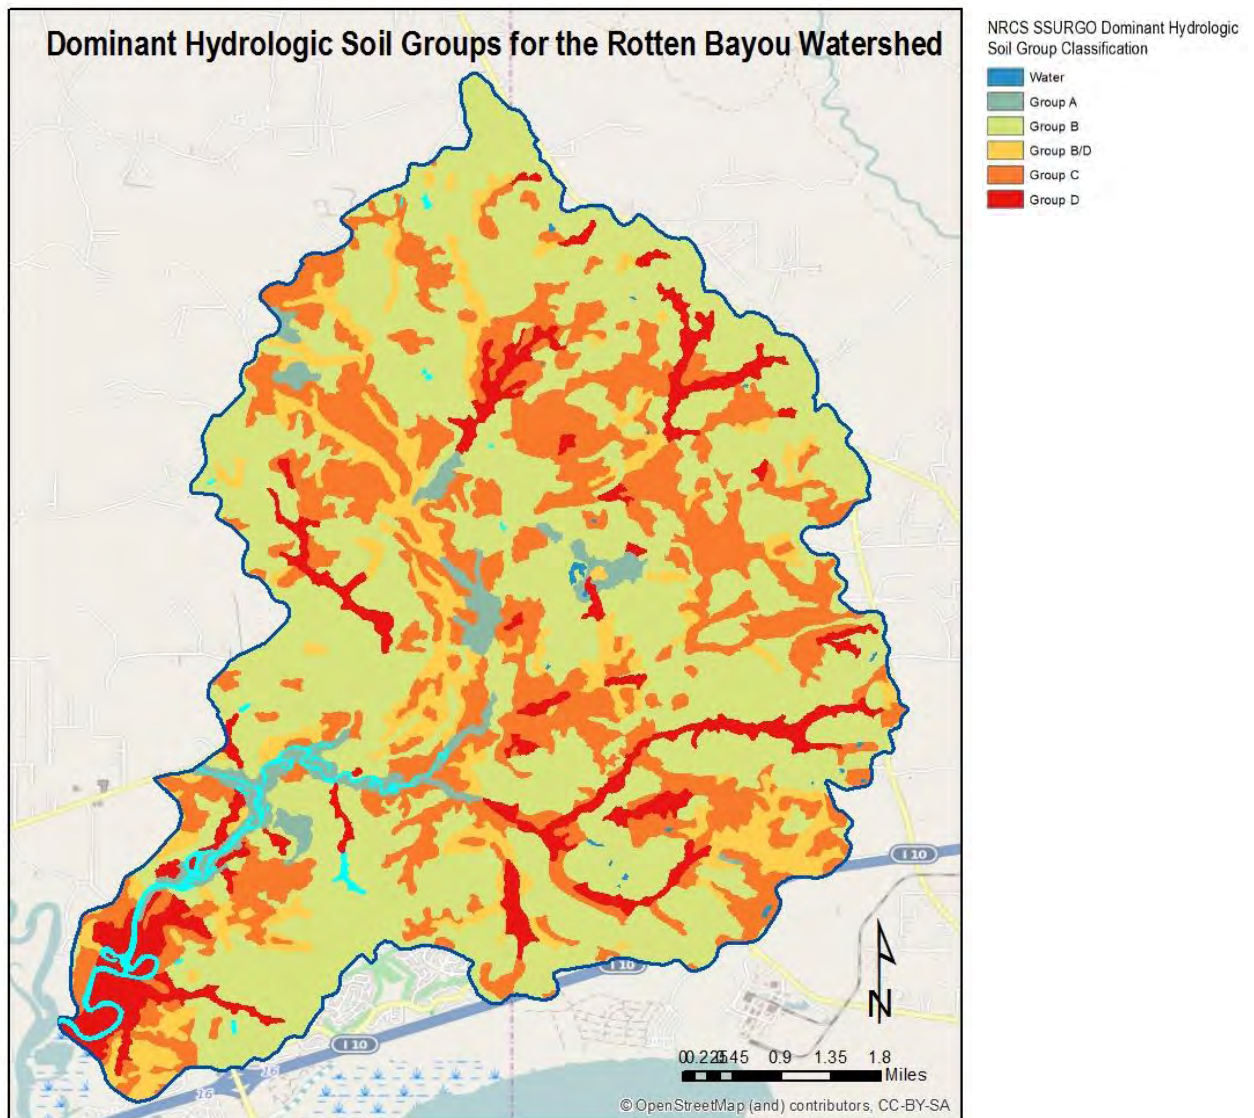 Dominant Hydrologic Soil Groups for the Rotten Bayou Watershed
NRCS SSURGO Dominant Hydrologic
Soil Group Classification
Water
Group A
Group B
Group B/D
Group C
Group D
I 10
I 10
I 10
16
16
N
0.9 1.35 1.8
Miles
© OpenStreetMap (and) contributors, CC-BY-SA